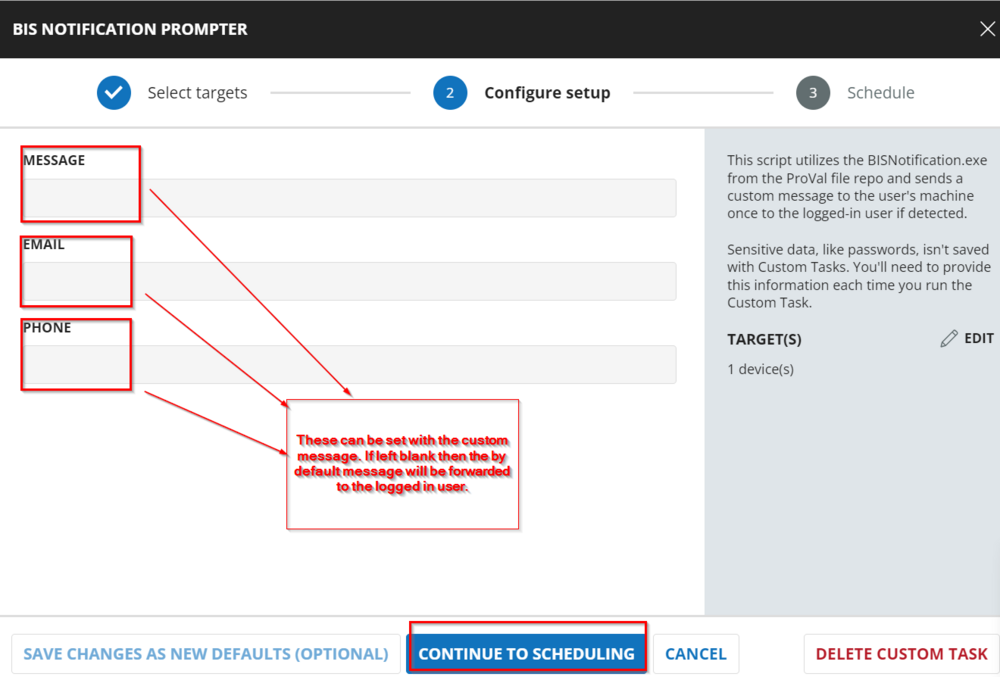 BIS NOTIFICATION PROMPTER
Select targets
2
Configure setup
3
Schedule
MESSAGE
EMAIL
PHONE
These can be set with the custom
message. If left blank then the by
default message will be forwarded
to the logged in user.
This script utilizes the BISNotification.exe
from the ProVal file repo and sends a
custom message to the user's machine
once to the logged-in user if detected.
Sensitive data, like passwords, isn't saved
with Custom Tasks. You'll need to provide
this information each time you run the
Custom Task.
TARGET(S)
EDIT
1 device(s)
SAVE CHANGES AS NEW DEFAULTS (OPTIONAL)
CONTINUE TO SCHEDULING
CANCEL
DELETE CUSTOM TASK